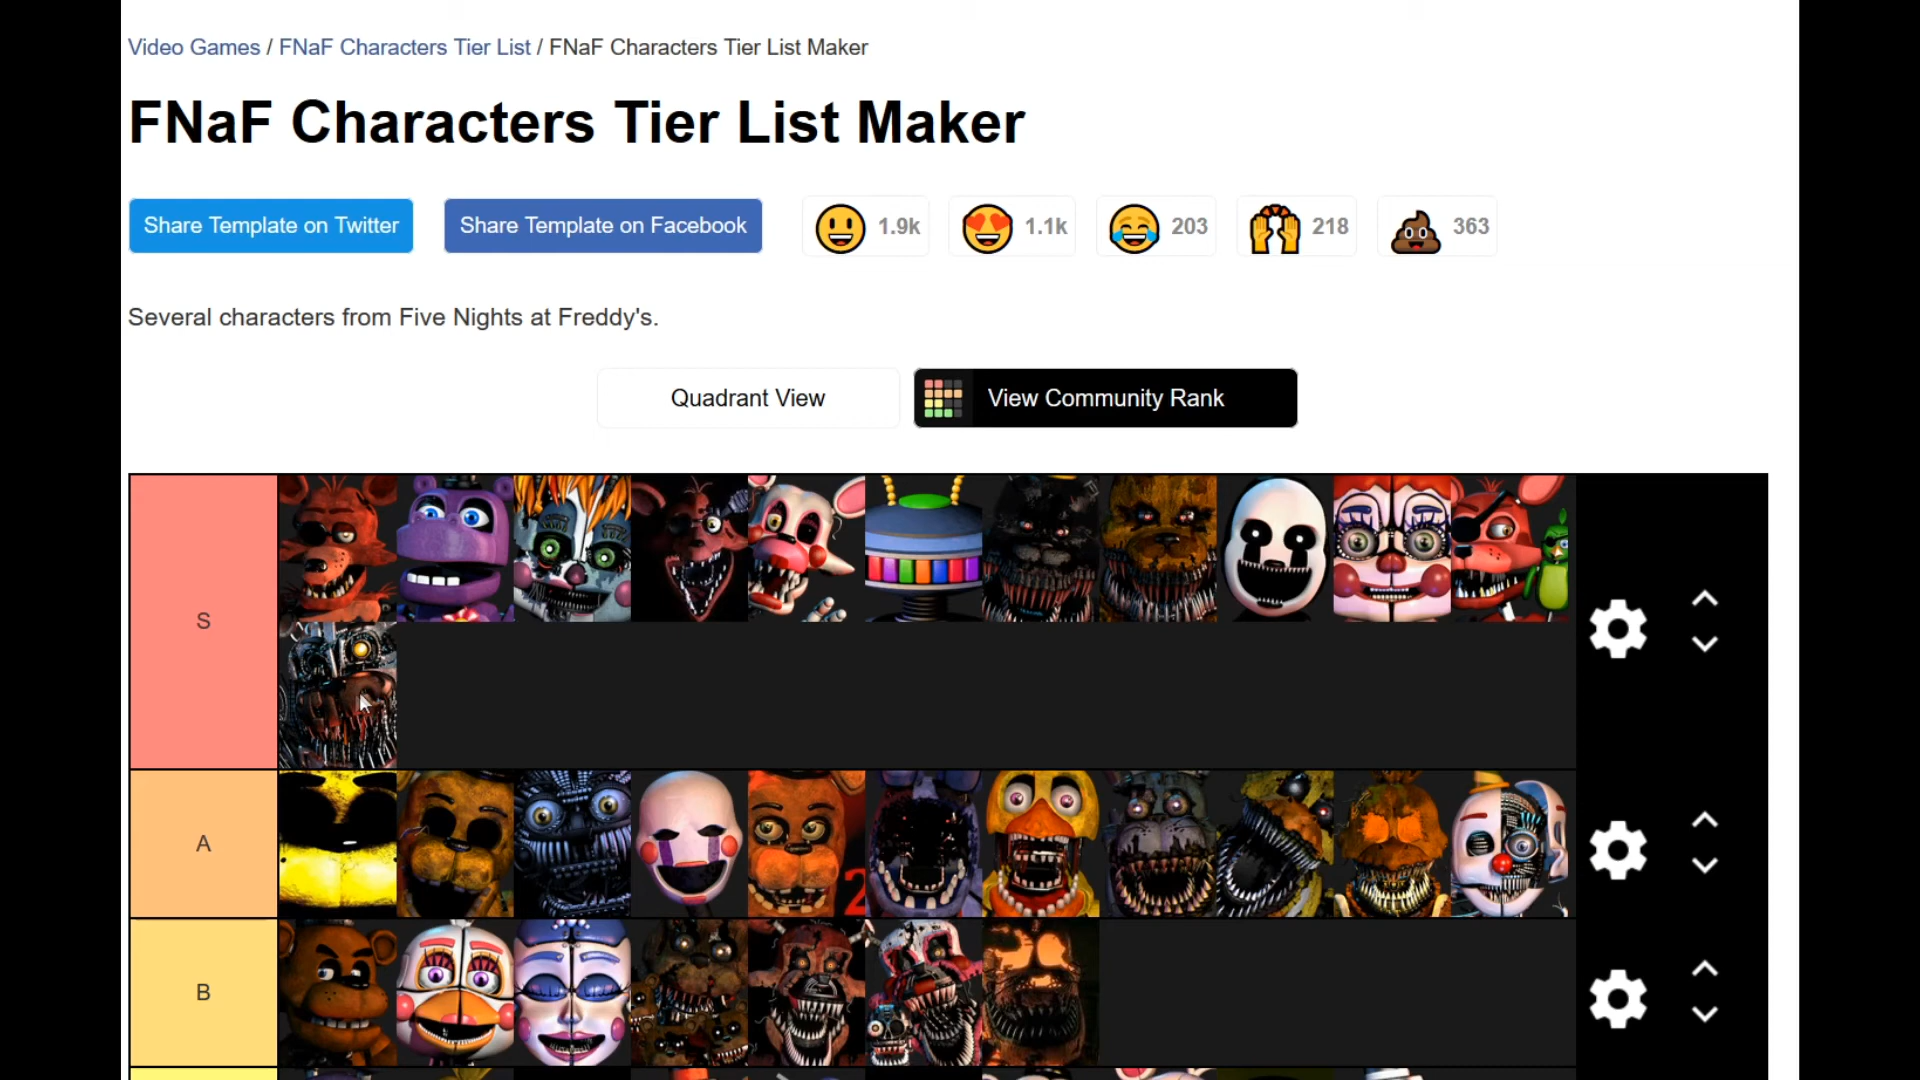 Video Games / FNaF Characters Tier List / FNaF Characters Tier List Maker
FNaF Characters Tier List Maker
Share Template on Twitter
Share Template on Facebook
1.9k
1.1k
203
218
363
Several characters from Five Nights at Freddy's.
Quadrant View
View Community Rank
S
A
2
B